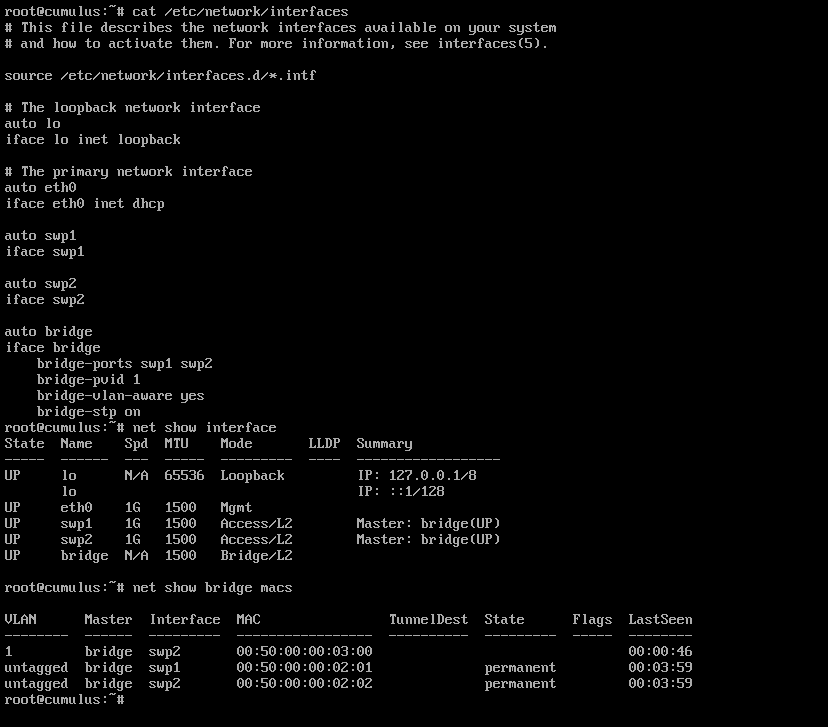 root@cumulus:~# cat /etc/network/interfaces
# This file describes the network interfaces available on your system
# and how to activate them. For more information, see interfaces(5).

source /etc/network/interfaces.d/*.intf

# The loopback network interface
auto lo
iface lo inet loopback

# The primary network interface
auto eth0
iface eth0 inet dhcp

auto swp1
iface swp1

auto swp2
iface swp2

auto bridge
iface bridge
    bridge-ports swp1 swp2
    bridge-pvid 1
    bridge-vlan-aware yes
    bridge-stp on
root@cumulus:~# net show interface
State  Name    Spd  MTU    Mode       LLDP  Summary
-----  ------  ---  -----  ---------  ----  ------------------
UP     lo      N/A  65536  Loopback         IP: 127.0.0.1/8
       lo                                   IP: ::1/128
UP     eth0    1G   1500   Mgmt
UP     swp1    1G   1500   Access/L2        Master: bridge(UP)
UP     swp2    1G   1500   Access/L2        Master: bridge(UP)
UP     bridge  N/A  1500   Bridge/L2

root@cumulus:~# net show bridge macs

VLAN      Master  Interface  MAC                TunnelDest  State      Flags  LastSeen
--------  ------  ---------  -----------------  ----------  ---------  -----  --------
1         bridge  swp2       00:50:00:00:03:00                                00:00:46
untagged  bridge  swp1       00:50:00:00:02:01              permanent         00:03:59
untagged  bridge  swp2       00:50:00:00:02:02              permanent         00:03:59
root@cumulus:~#